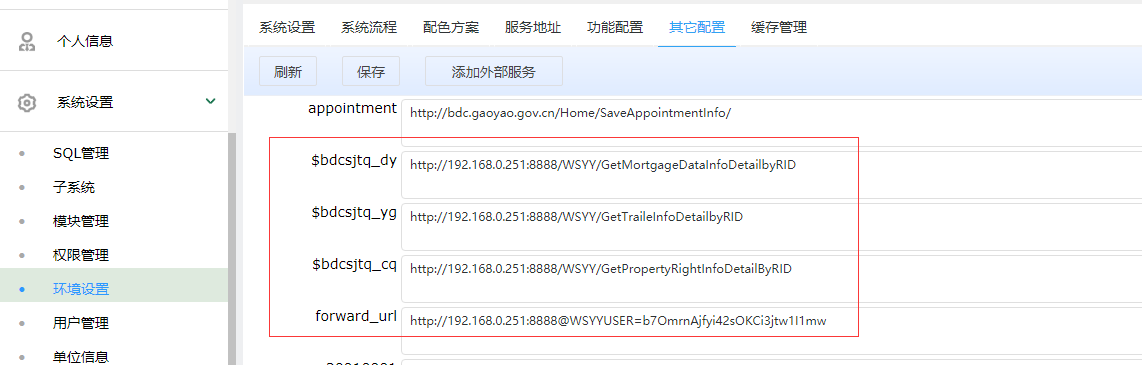 个人信息
系统设置
SQL管理
子系统
模块管理
权限管理
环境设置
用户管理
单位信息
系统设置 系统流程 配色方案 服务地址 功能配置 其它配置 缓存管理
刷新 保存 添加外部服务
appointment http://bdc.gaoyao.gov.cn/Home/SaveAppointmentInfo/
$bdcsjtq_dy http://192.168.0.251:8888/WSYY/GetMortgageDataInfoDetailbyRID
$bdcsjtq_yg http://192.168.0.251:8888/WSYY/GetTraileInfoDetailbyRID
$bdcsjtq_cq http://192.168.0.251:8888/WSYY/GetPropertyRightInfoDetailByRID
forward_url http://192.168.0.251:8888@WSYYUSER=b7OmrnAjfyi42sOKCi3jtw1I1mw